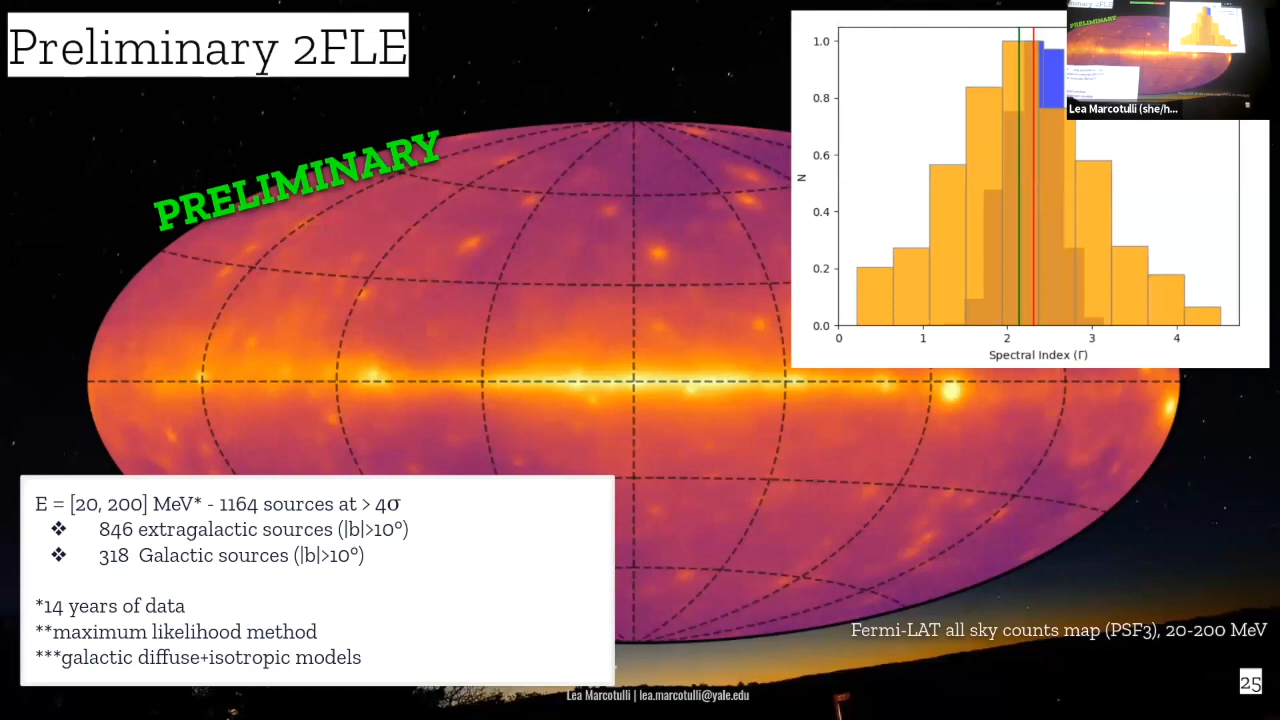 Preliminary 2FLE
PRELIMINARY
1.0
0.8
0.6
0.4
0.2
0.0
N
0
1
2
3
4
Spectral Index (Γ)
PRELIMINARY
Lea Marcotulli (she/h...
E = [20, 200] MeV* - 1164 sources at > 4σ
❖ 846 extragalactic sources (|b|>10°)
❖ 318 Galactic sources (|b|>10°)
*14 years of data
**maximum likelihood method
***galactic diffuse+isotropic models
Fermi-LAT all sky counts map (PSF3), 20-200 MeV
Lea Marcotulli | lea.marcotulli@yale.edu
25